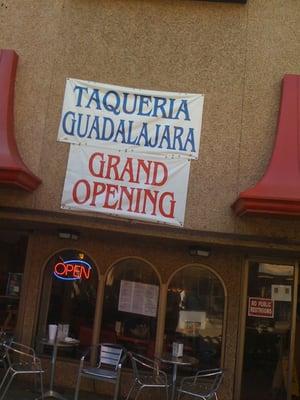 TAQUERIA
GUADALAJARA
GRAND
OPENING
OPEN
NO PUBLIC
RESTROOMS